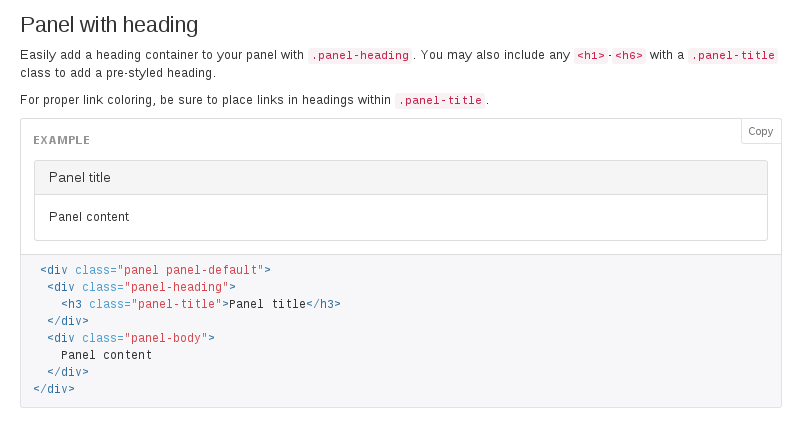 Panel with heading
Easily add a heading container to your panel with .panel-heading. You may also include any <h1>-<h6> with a .panel-title
class to add a pre-styled heading.
For proper link coloring, be sure to place links in headings within .panel-title.
Copy
EXAMPLE
Panel title
Panel content
<div class="panel panel-default">
<div class="panel-heading">
<h3 class="panel-title">Panel title</h3>
</div>
<div class="panel-body">
Panel content
</div>
</div>